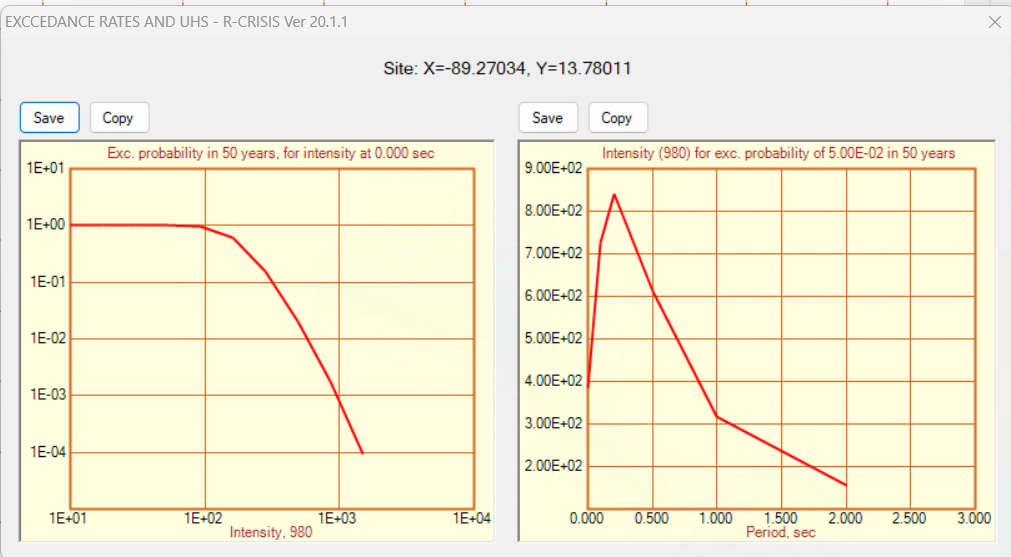 EXCCEDANCE RATES AND UHS - R-CRISIS Ver 20.1.1
Site: X=-89.27034, Y=13.78011
Save Copy
Exc. probability in 50 years, for intensity at 0.000 sec
1E+01
1E+00
1E-01
1E-02
1E-03
1E-04
1E+01 1E+02 1E+03 1E+04
Intensity, 980
Save Copy
Intensity (980) for exc. probability of 5.00E-02 in 50 years
9.00E+02
8.00E+02
7.00E+02
6.00E+02
5.00E+02
4.00E+02
3.00E+02
2.00E+02
0.000 0.500 1.000 1.500 2.000 2.500 3.000
Period, sec